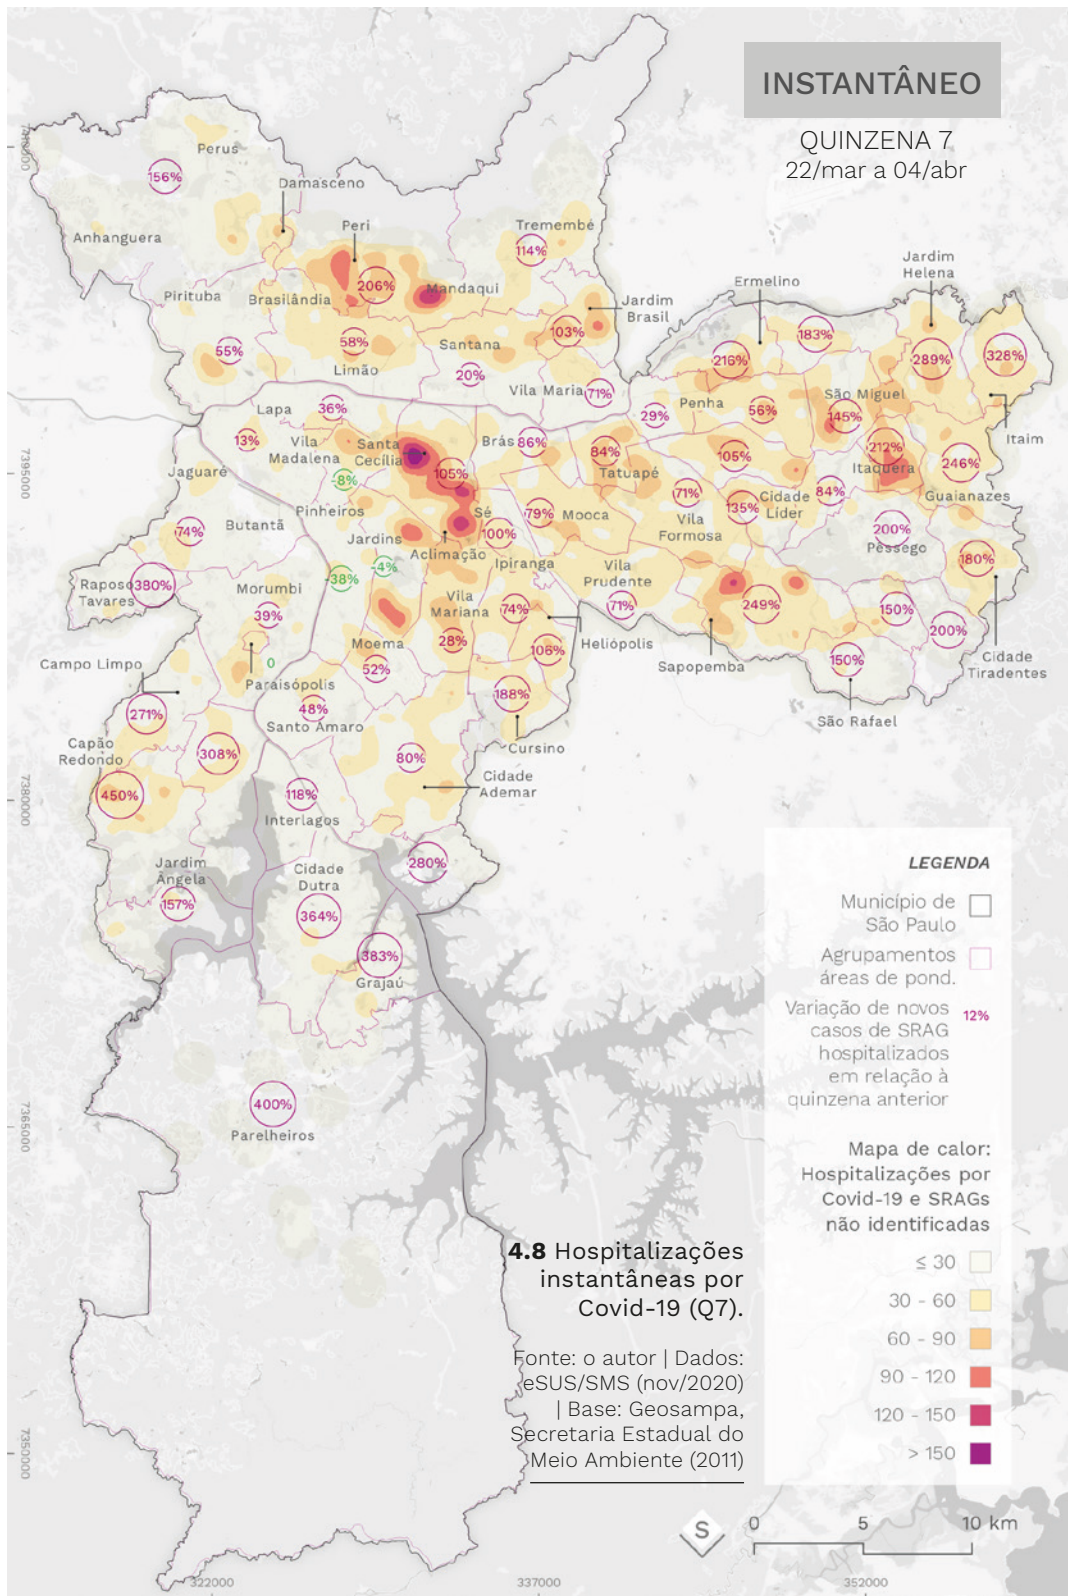 INSTANTÂNEO
QUINZENA 7
22/mar a 04/abr
7410000
Perus
156%
Damasceno
Anhanguera
Peri
Tremembé
114%
Pirituba
Brasilândia
206%
Mandaqui
Jardim
Brasil
Ermelino
Jardim
Helena
55%
58%
Limão
Santana
20%
103%
Vila Maria
71%
216%
183%
289%
328%
Lapa
36%
29%
Penha
56%
São Miguel
145%
Itaim
13%
Vila
Madalena
Santa
Cecília
Brás
86%
84%
Tatuapé
105%
212%
Itaquera
246%
Guaianazes
7395000
Jaguaré
-8%
105%
Pinheiros
Sé
79%
Mooca
71%
Vila
Formosa
135%
Cidade
Líder
84%
200%
Pêssego
Butantã
74%
Jardins
Aclimação
100%
Ipiranga
180%
Raposo
Tavares
380%
-38%
-4%
Vila
Prudente
71%
249%
150%
200%
Cidade
Tiradentes
Morumbi
39%
Vila
Mariana
74%
Heliópolis
Moema
28%
106%
Sapopemba
150%
São Rafael
Campo Limpo
0
Paraisópolis
52%
271%
48%
Santo Amaro
188%
Cursino
Capão
Redondo
308%
80%
Cidade
Ademar
450%
118%
Interlagos
7380000
Jardim
Ângela
157%
Cidade
Dutra
364%
280%
383%
Grajaú
400%
Parelheiros
7365000
7350000
LEGENDA
Município de
São Paulo
Agrupamentos
áreas de pond.
Variação de novos
casos de SRAG
hospitalizados
em relação à
quinzena anterior
12%
Mapa de calor:
Hospitalizações por
Covid-19 e SRAGs
não identificadas
≤ 30
30 - 60
60 - 90
90 - 120
120 - 150
> 150
4.8 Hospitalizações
instantâneas por
Covid-19 (Q7).
Fonte: o autor | Dados:
eSUS/SMS (nov/2020)
| Base: Geosampa,
Secretaria Estadual do
Meio Ambiente (2011)
S
0
5
10 km
322000
337000
352000